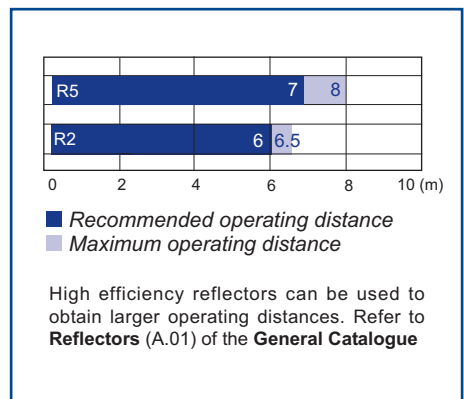 R5 7 8
R2 6 6.5
0 2 4 6 8 10 (m)
Recommended operating distance
Maximum operating distance
High efficiency reflectors can be used to
obtain larger operating distances. Refer to
Reflectors (A.01) of the General Catalogue